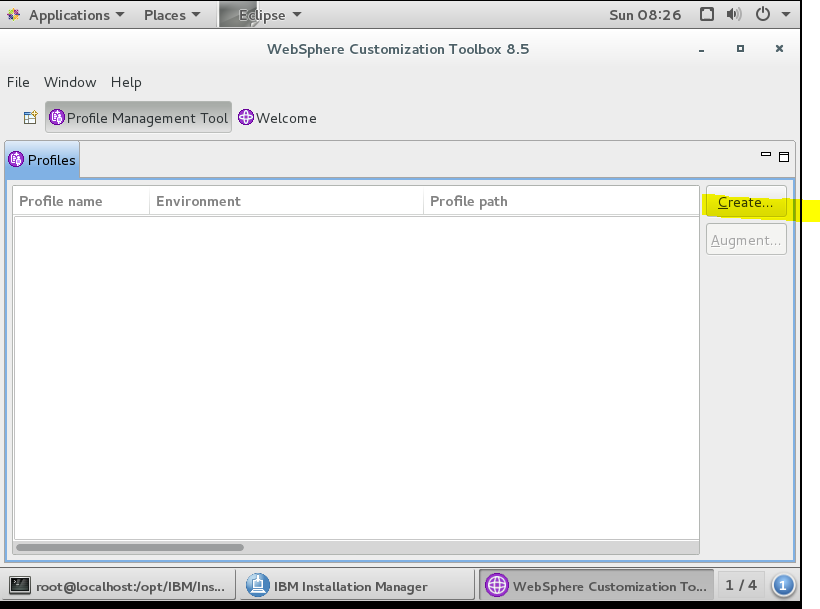 Applications Places Eclipse Sun 08:26
WebSphere Customization Toolbox 8.5
File Window Help
Profile Management Tool Welcome
Profiles
Profile name Environment Profile path Create...
Augment...
root@localhost:/opt/IBM/Ins... IBM Installation Manager WebSphere Customization To... 1 / 4 1